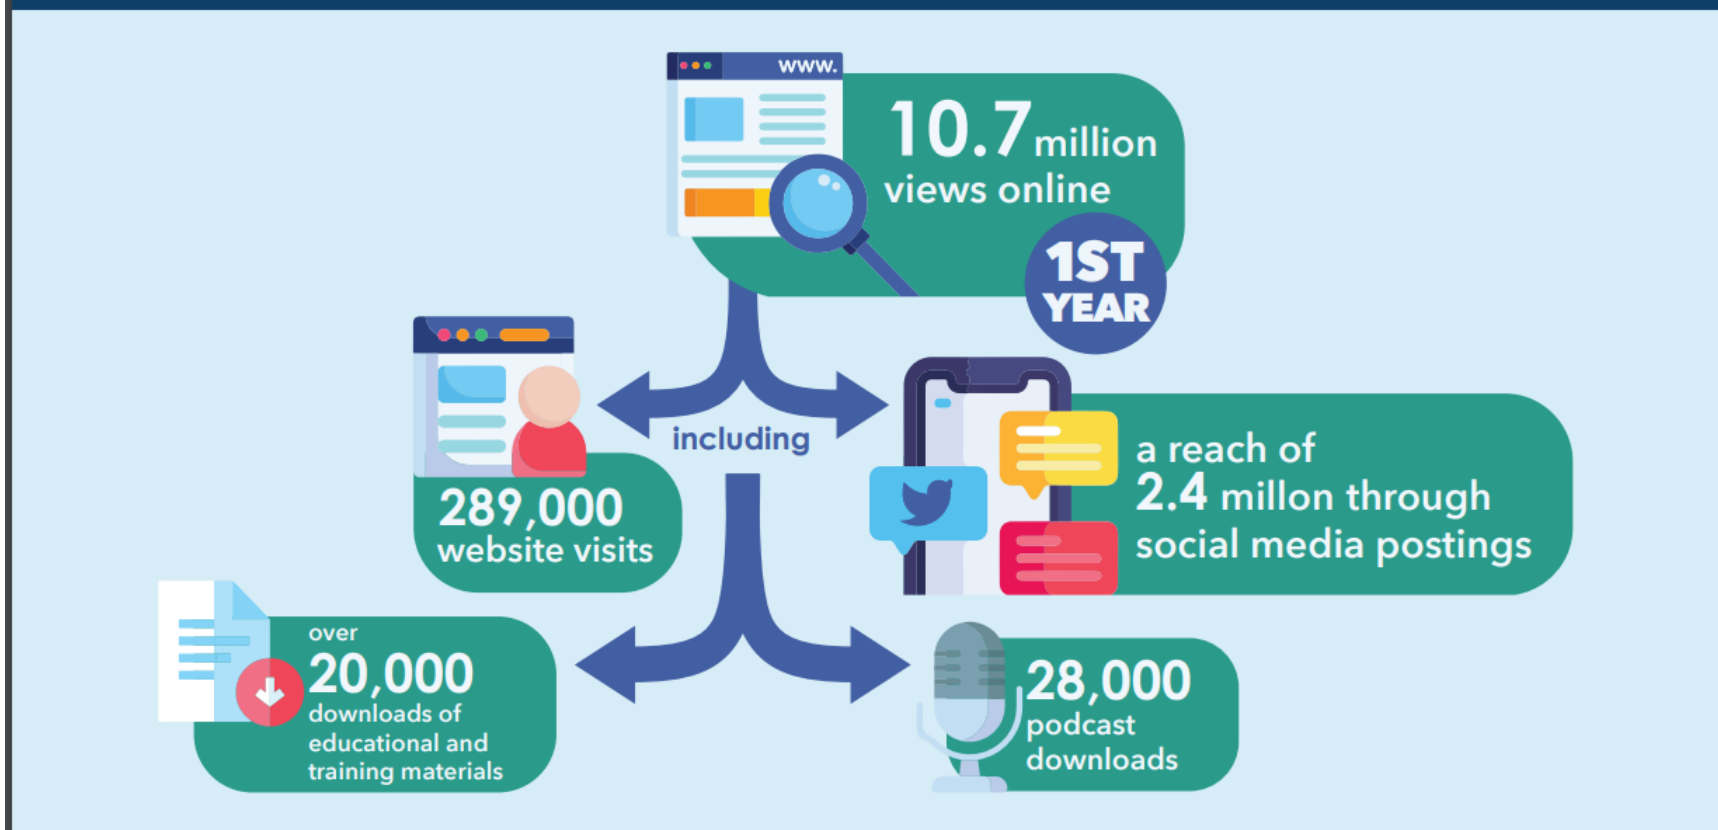 www.
10.7 million
views online
1ST
YEAR
including
289,000
website visits
a reach of
2.4 millon through
social media postings
over
20,000
downloads of
educational and
training materials
28,000
podcast
downloads